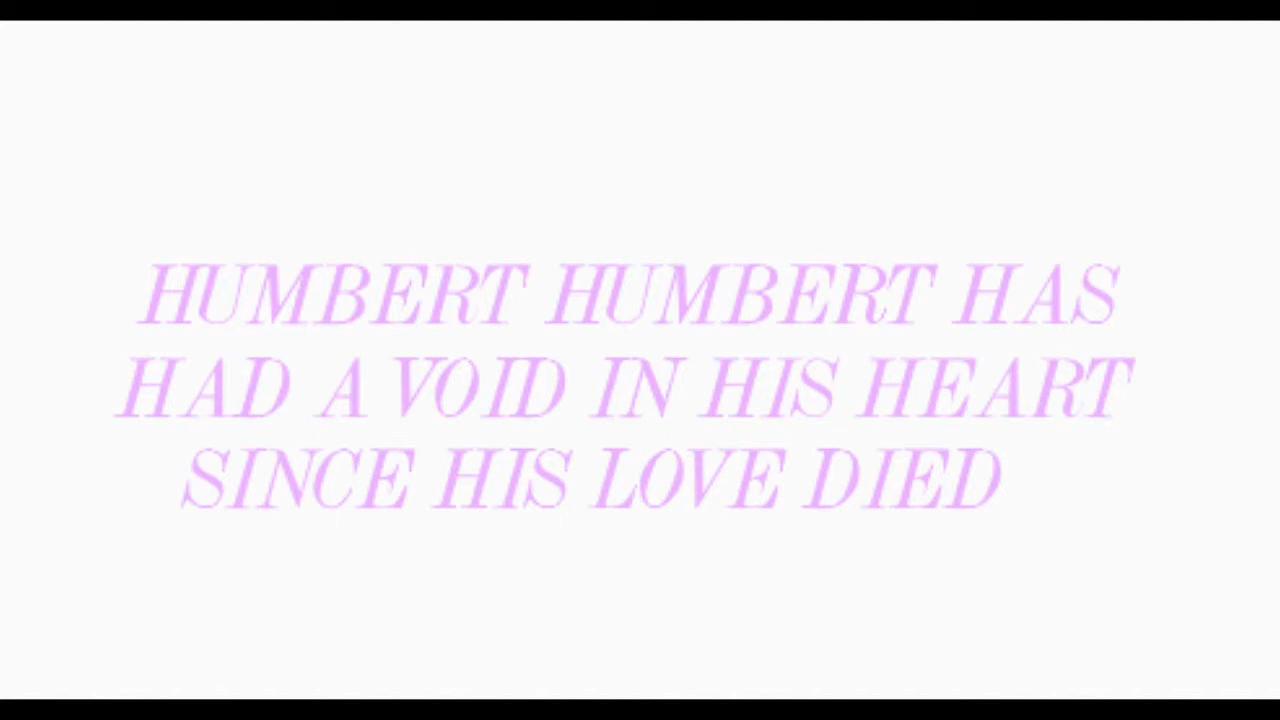 HUMBERT HUMBERT HAS
HAD A VOID IN HIS HEART
SINCE HIS LOVE DIED